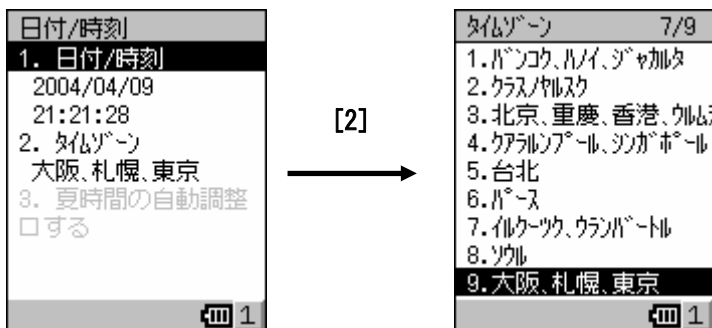 日付/時刻
1. 日付/時刻
2004/04/09
21:21:28
2. ﾀｲﾑｿﾞｰﾝ
大阪､札幌､東京
3. 夏時間の自動調整
ロする
[2]
ﾀｲﾑｿﾞｰﾝ 7/9
1.ﾊﾞﾝｺｸ､ﾊﾉｲ､ｼﾞｬｶﾙﾀ
2.ｸﾗｽﾉﾔﾙｽｸ
3.北京､重慶､香港､ｳﾙﾑ
4.ｸｱﾗﾙﾝﾌﾟｰﾙ､ｼﾝｶﾞﾎﾟｰﾙ
5.台北
6.ﾊﾟｰｽ
7.ｲﾙｸｰﾂｸ､ｳﾗﾝﾊﾞｰﾄﾙ
8.ｿｳﾙ
9.大阪､札幌､東京
1
1